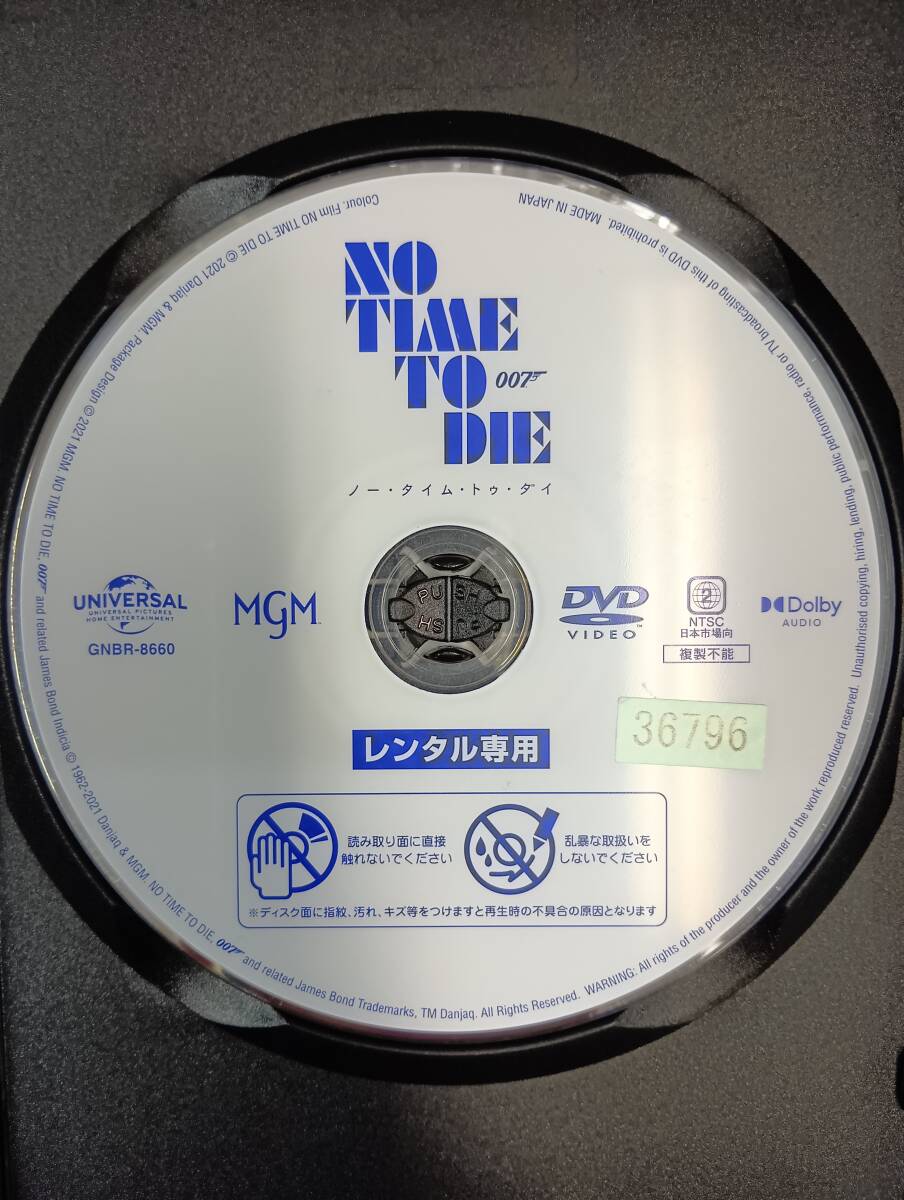 NO
TIME
TO 007
DIE
ノー・タイム・トゥ・ダイ
UNIVERSAL
UNIVERSAL PICTURES
HOME ENTERTAINMENT
GNBR-8660
MGM
PUSH
DVD
VIDEO
2
NTSC
日本市場向
複製不能
Dolby
AUDIO
レンタル専用
36796
読み取り面に直接
触れないでください
乱暴な取扱いを
しないでください
※ディスク面に指紋、汚れ、キズ等をつけますと再生時の不具合の原因となります
Colour. Film NO TIME TO DIE © 2021 Danjaq & MGM. Package Design © 2021 MGM. NO TIME TO DIE, 007 and related James Bond Indicia © 1962-2021 Danjaq & MGM. NO TIME TO DIE, 007 and related James Bond Trademarks, TM Danjaq. All Rights Reserved. WARNING: All rights of the producer and the owner of the work reproduced reserved. Unauthorised copying, hiring, lending, public performance, radio or TV broadcasting of this DVD is prohibited. MADE IN JAPAN